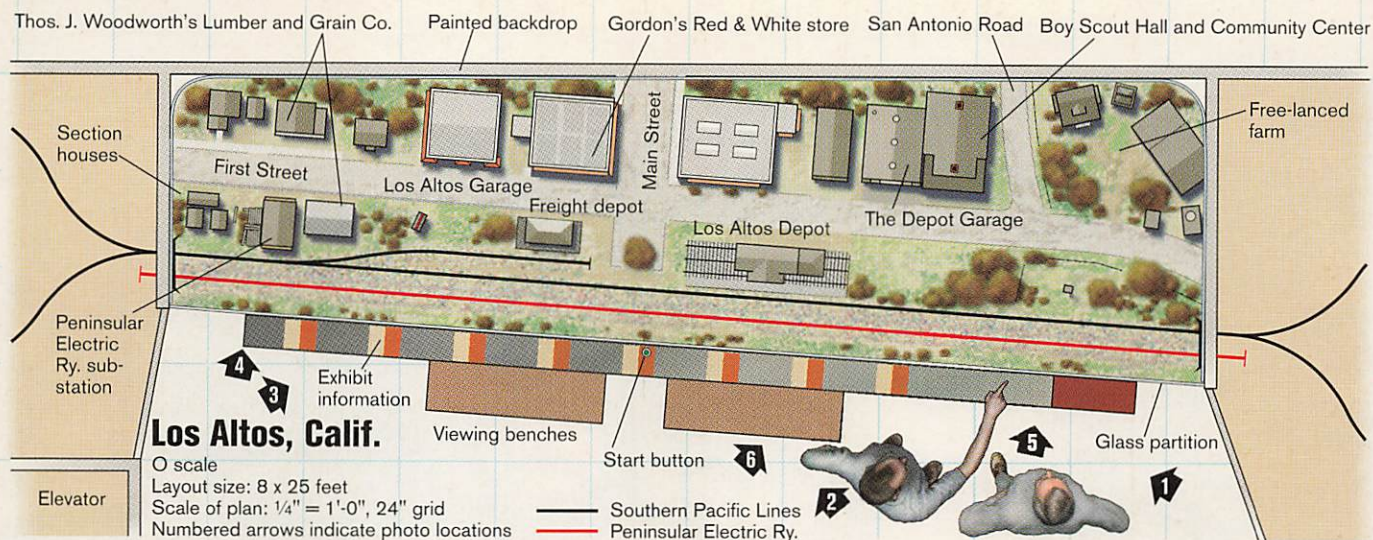 Thos. J. Woodworth's Lumber and Grain Co.
Painted backdrop
Gordon's Red & White store
San Antonio Road
Boy Scout Hall and Community Center
Section
houses
Free-lanced
farm
Main Street
First Street
Los Altos Garage
Freight depot
The Depot Garage
Los Altos Depot
Peninsular
Electric
Ry. sub-
station
4
3
Exhibit
information
Viewing benches
Start button
6
5
2
1
Glass partition
Los Altos, Calif.
O scale
Layout size: 8 x 25 feet
Scale of plan: 1/4" = 1'-0", 24" grid
Numbered arrows indicate photo locations
Elevator
Southern Pacific Lines
Peninsular Electric Ry.